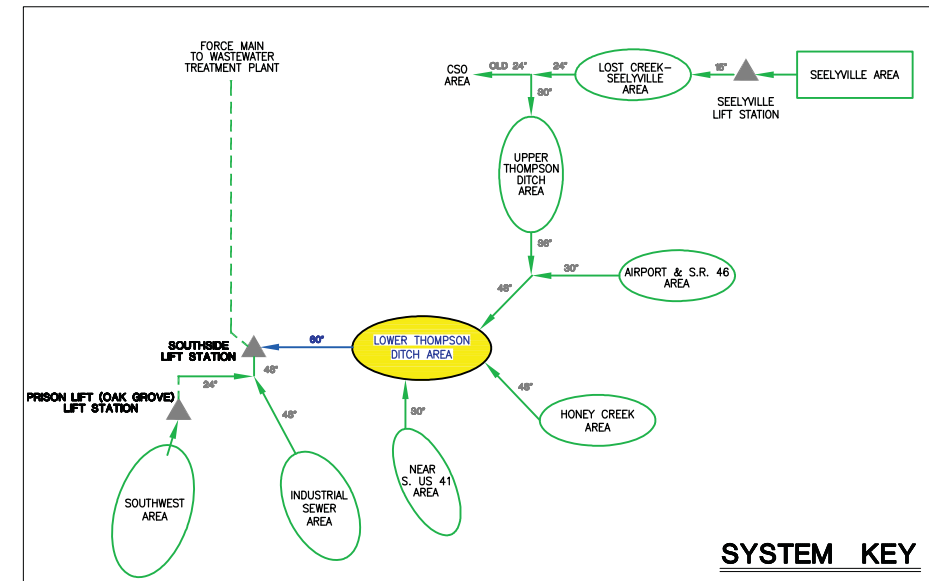 FORCE MAIN
TO WASTEWATER
TREATMENT PLANT
CSO
AREA
OLD 24"
24"
LOST CREEK-
SEELYVILLE
AREA
15"
SEELYVILLE AREA
SEELYVILLE
LIFT STATION
30"
UPPER
THOMPSON
DITCH
AREA
36"
30"
AIRPORT & S.R. 46
AREA
48"
SOUTHSIDE
LIFT STATION
60"
LOWER THOMPSON
DITCH AREA
48"
24"
PRISON LIFT (OAK GROVE)
LIFT STATION
48"
30"
48"
HONEY CREEK
AREA
SOUTHWEST
AREA
INDUSTRIAL
SEWER
AREA
NEAR
S. US 41
AREA
SYSTEM KEY